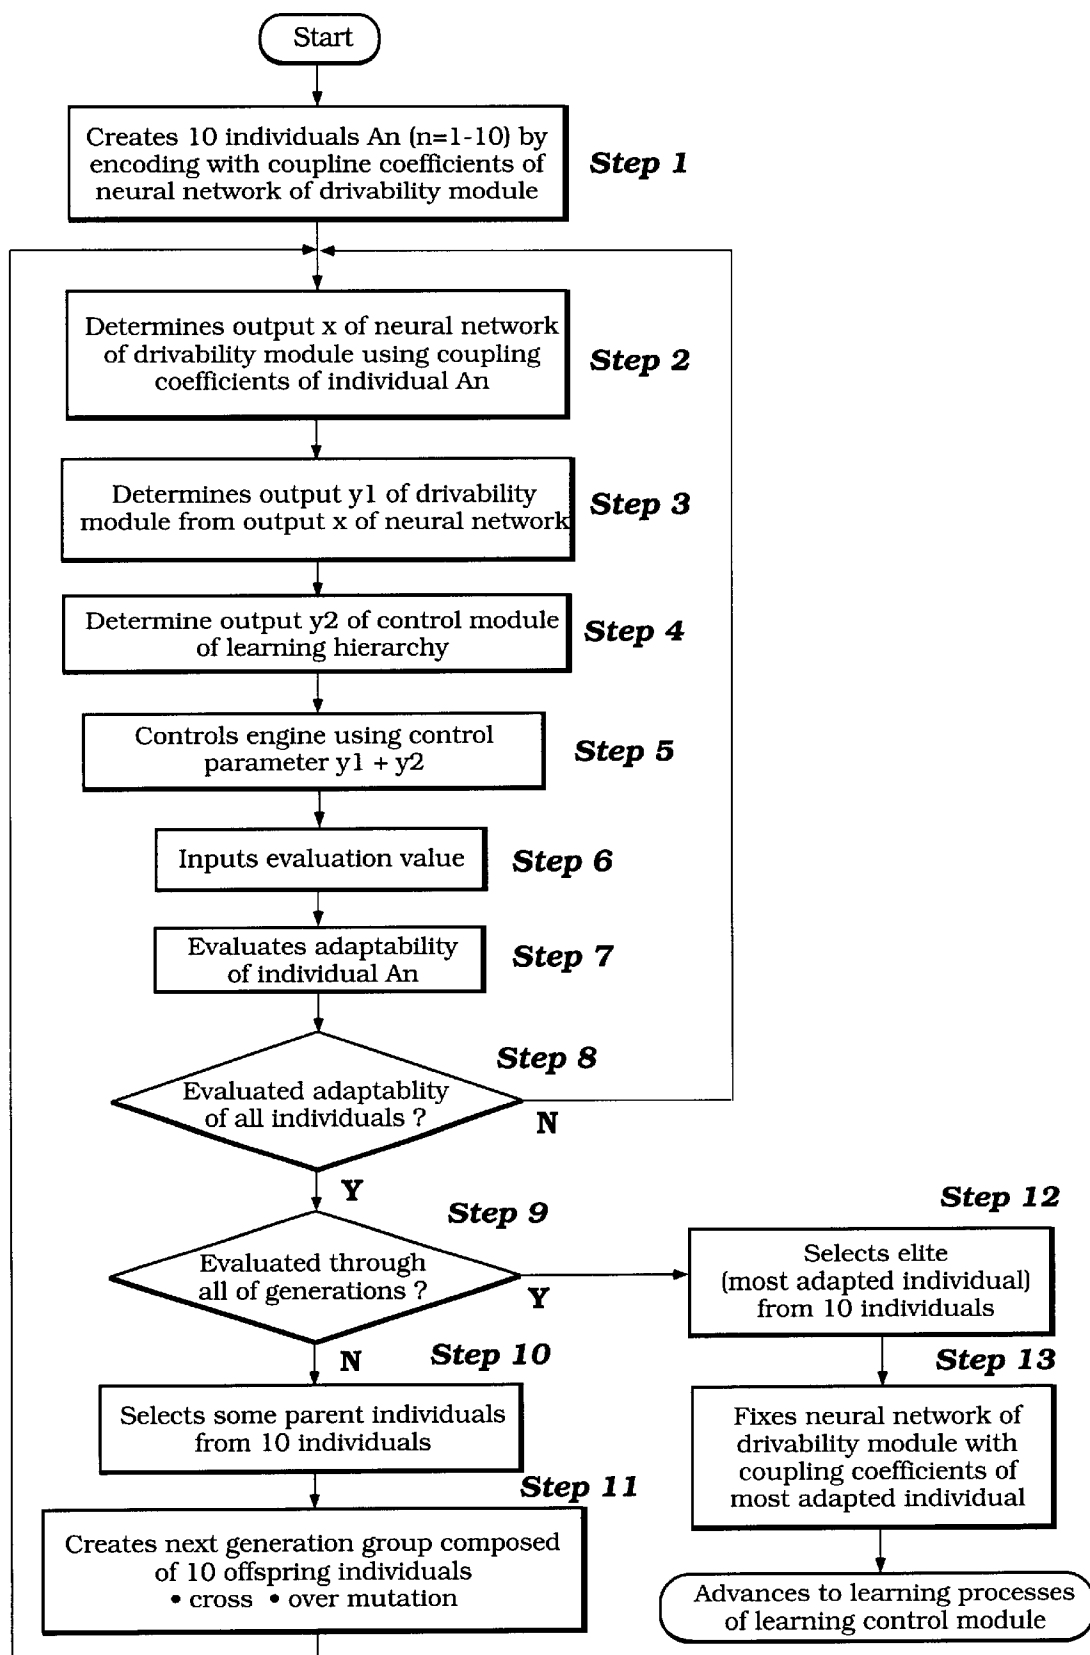 Start
Creates 10 individuals An (n=1-10) by
encoding with coupline coefficients of
neural network of drivability module
Step 1
Determines output x of neural network
of drivability module using coupling
coefficients of individual An
Step 2
Determines output y1 of drivability
module from output x of neural network
Step 3
Determine output y2 of control module
of learning hierarchy
Step 4
Controls engine using control
parameter y1 + y2
Step 5
Inputs evaluation value
Step 6
Evaluates adaptability
of individual An
Step 7
Step 8
Evaluated adaptablity
of all individuals ?
N
Y
Step 9
Evaluated through
all of generations ?
Y
N
Step 12
Selects elite
(most adapted individual)
from 10 individuals
Step 13
Fixes neural network of
drivability module with
coupling coefficients of
most adapted individual
Advances to learning processes
of learning control module
Step 10
Selects some parent individuals
from 10 individuals
Step 11
Creates next generation group composed
of 10 offspring individuals
• cross • over mutation